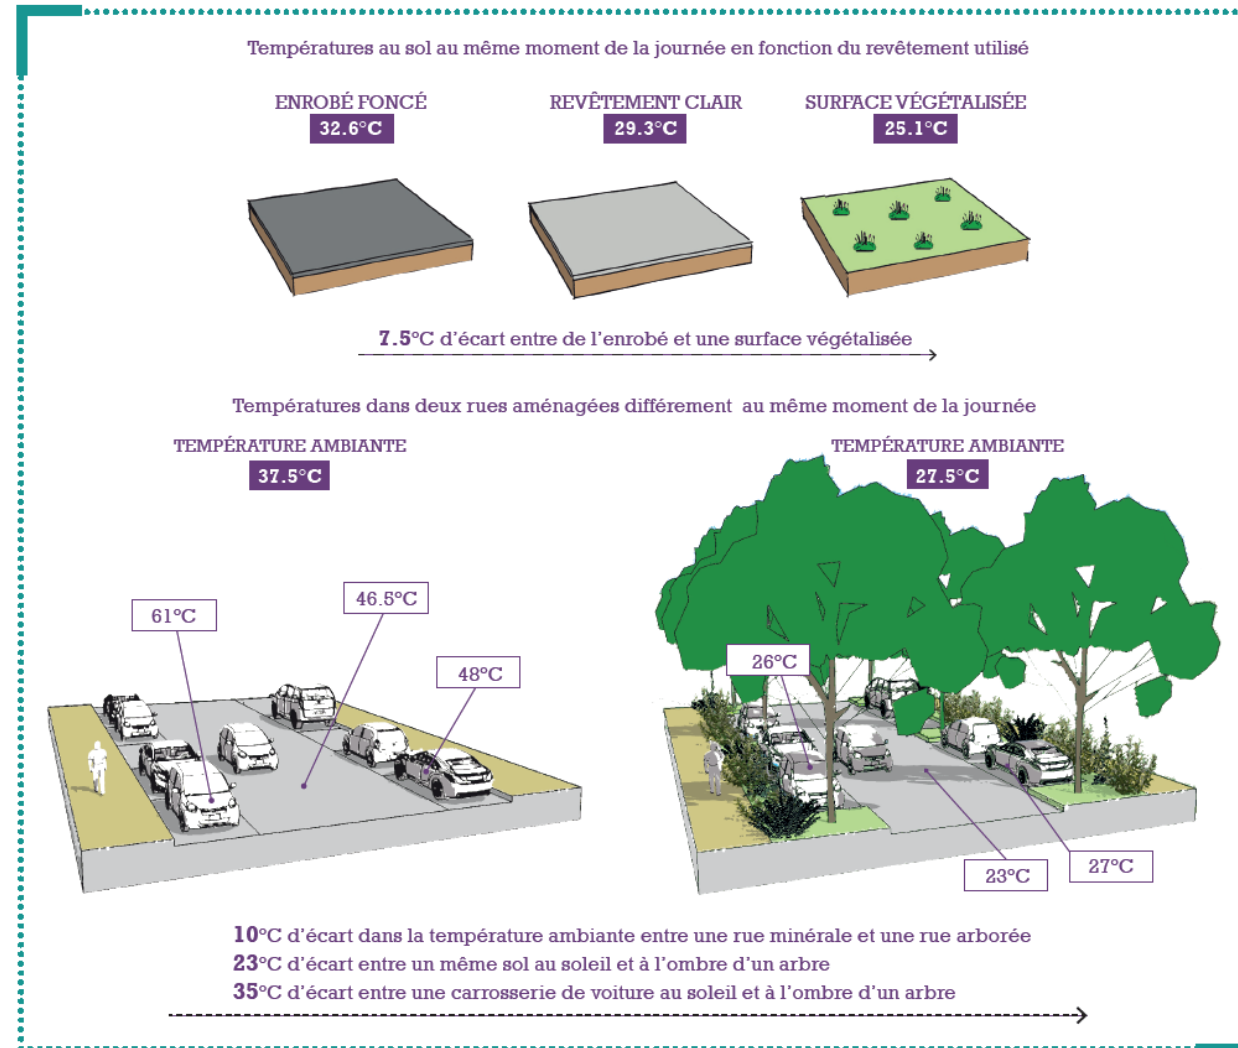 Températures au sol au même moment de la journée en fonction du revêtement utilisé
ENROBÉ FONCÉ
32.6°C
REVÊTEMENT CLAIR
29.3°C
SURFACE VÉGÉTALISÉE
25.1°C
7.5°C d'écart entre de l'enrobé et une surface végétalisée
Températures dans deux rues aménagées différement au même moment de la journée
TEMPÉRATURE AMBIANTE
37.5°C
TEMPÉRATURE AMBIANTE
27.5°C
61°C
46.5°C
48°C
26°C
23°C
27°C
10°C d'écart dans la température ambiante entre une rue minérale et une rue arborée
23°C d'écart entre un même sol au soleil et à l'ombre d'un arbre
35°C d'écart entre une carrosserie de voiture au soleil et à l'ombre d'un arbre